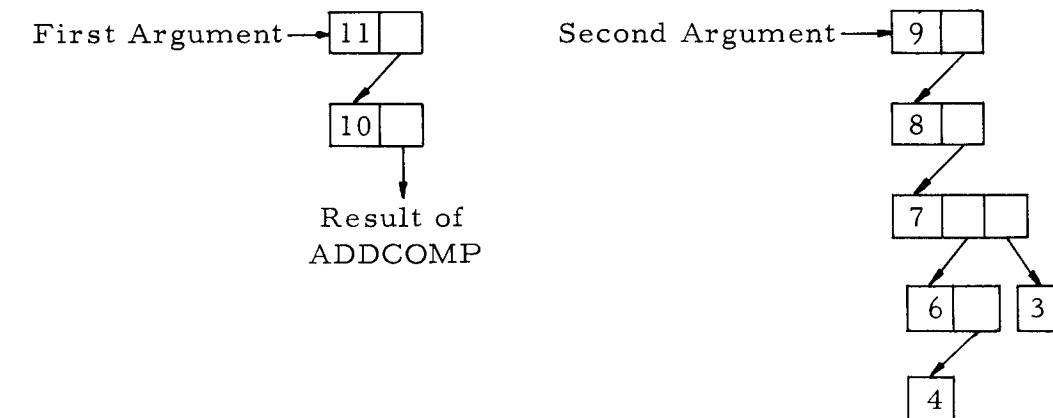 First Argument
11
10
Result of
ADDCOMP
Second Argument
9
8
7
6
3
4